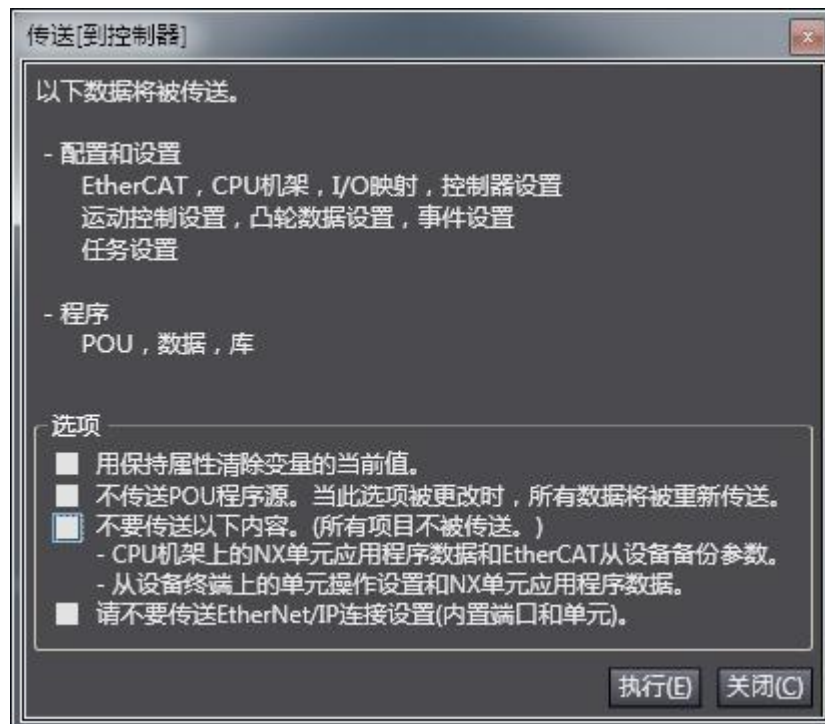 传送[到控制器]
以下数据将被传送。
- 配置和设置
EtherCAT，CPU机架，I/O映射，控制器设置
运动控制设置，凸轮数据设置，事件设置
任务设置
- 程序
POU，数据，库
选项
用保持属性清除变量的当前值。
不传送POU程序源。当此选项被更改时，所有数据将被重新传送。
不要传送以下内容。(所有项目不被传送。)
- CPU机架上的NX单元应用程序数据和EtherCAT从设备备份参数。
- 从设备终端上的单元操作设置和NX单元应用程序数据。
请不要传送EtherNet/IP连接设置(内置端口和单元)。
执行(E) 关闭(C)